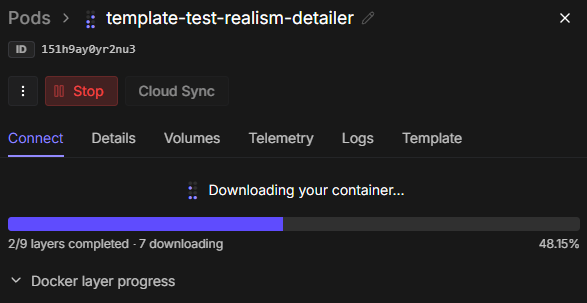 Pods > template-test-realism-detailer
ID 151h9ay0yr2nu3
Stop Cloud Sync
Connect Details Volumes Telemetry Logs Template
Downloading your container...
2/9 layers completed · 7 downloading 48.15%
Docker layer progress